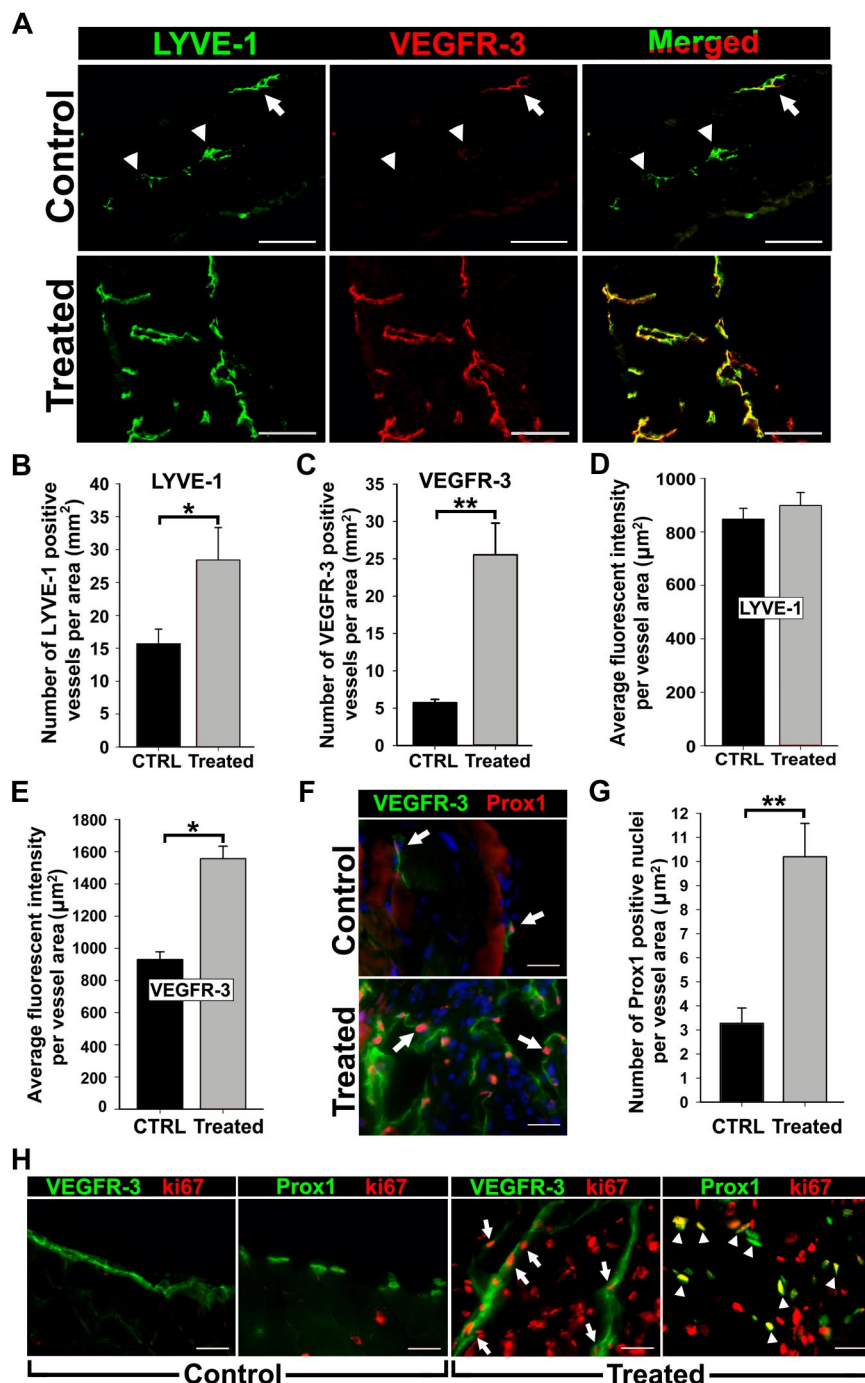 A
LYVE-1 VEGFR-3 Merged
Control
Treated
B
LYVE-1
Number of LYVE-1 positive
vessels per area (mm²)
40
35
30
25
20
15
10
5
0
*
CTRL Treated
C
VEGFR-3
Number of VEGFR-3 positive
vessels per area (mm²)
35
30
25
20
15
10
5
0
**
CTRL Treated
D
Average fluorescent intensity
per vessel area (µm²)
1000
800
600
400
200
0
LYVE-1
CTRL Treated
E
Average fluorescent intensity
per vessel area (µm²)
1800
1600
1400
1200
1000
800
600
400
200
0
*
VEGFR-3
CTRL Treated
F
VEGFR-3 Prox1
Control
Treated
G
Number of Prox1 positive nuclei
per vessel area (µm²)
12
11
10
9
8
7
6
5
4
3
2
1
0
**
CTRL Treated
H
VEGFR-3 ki67 Prox1 ki67 VEGFR-3 ki67 Prox1 ki67
Control Treated